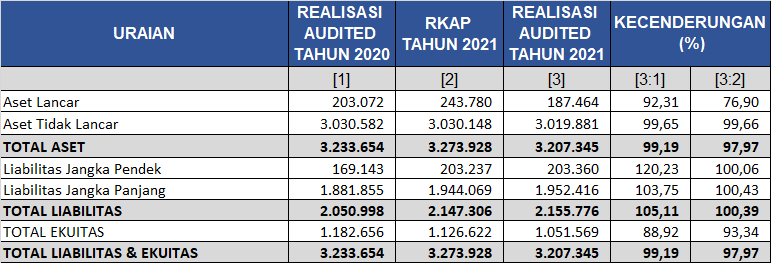 URAIAN REALISASI AUDITED TAHUN 2020 RKAP TAHUN 2021 REALISASI AUDITED TAHUN 2021 KECENDERUNGAN (%)
[1] [2] [3] [3:1] [3:2]
Aset Lancar 203.072 243.780 187.464 92,31 76,90
Aset Tidak Lancar 3.030.582 3.030.148 3.019.881 99,65 99,66
TOTAL ASET 3.233.654 3.273.928 3.207.345 99,19 97,97
Liabilitas Jangka Pendek 169.143 203.237 203.360 120,23 100,06
Liabilitas Jangka Panjang 1.881.855 1.944.069 1.952.416 103,75 100,43
TOTAL LIABILITAS 2.050.998 2.147.306 2.155.776 105,11 100,39
TOTAL EKUITAS 1.182.656 1.126.622 1.051.569 88,92 93,34
TOTAL LIABILITAS & EKUITAS 3.233.654 3.273.928 3.207.345 99,19 97,97